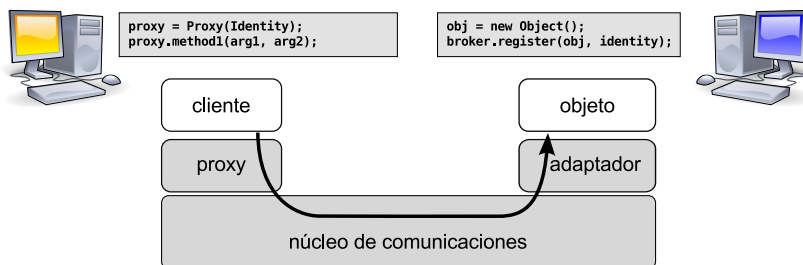 proxy = Proxy(Identity);
proxy.method1(arg1, arg2);
obj = new Object();
broker.register(obj, identity);
cliente
objeto
proxy
adaptador
núcleo de comunicaciones